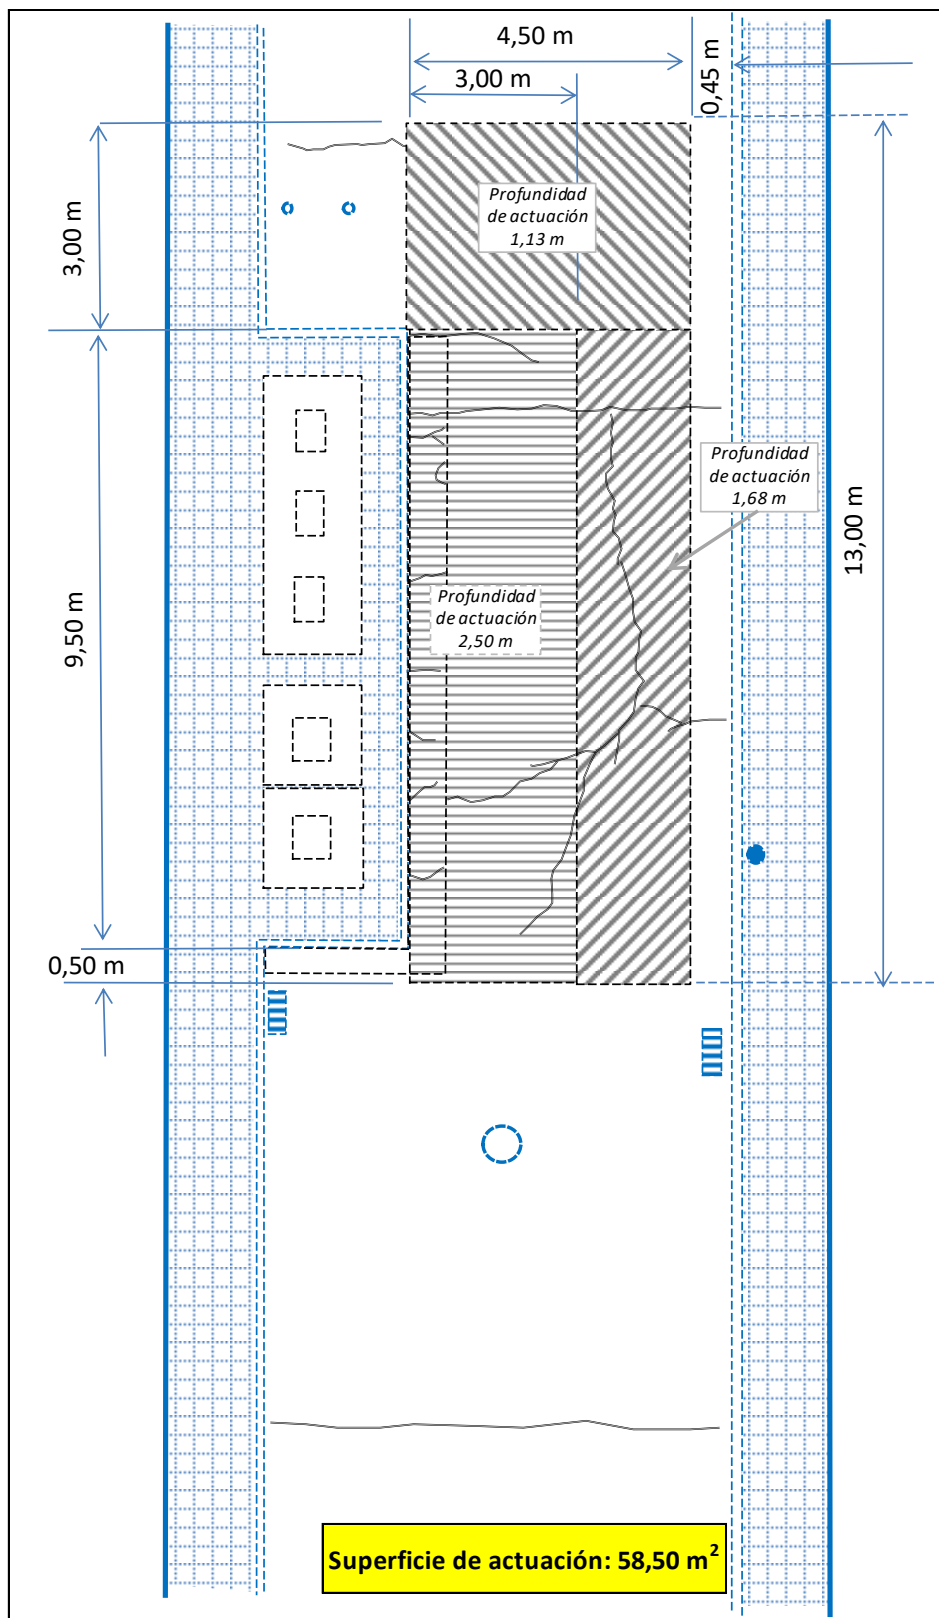 4,50 m
0,45 m
3,00 m
Profundidad
de actuación
1,13 m
3,00 m
Profundidad
de actuación
1,68 m
13,00 m
Profundidad
de actuación
2,50 m
9,50 m
0,50 m
Superficie de actuación: 58,50 m²